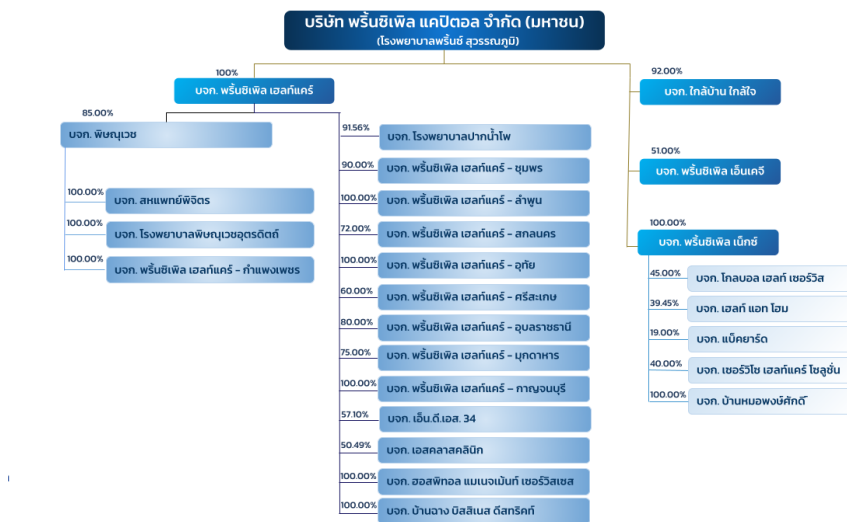 บริษัท พริ้นซิเพิล แคปิตอล จำกัด (มหาชน)
(โรงพยาบาลพริ้นซ์ สุวรรณภูมิ)
100%
บจก. พริ้นซิเพิล เฮลท์แคร์
85.00%
บจก. พิษณุเวช
100.00% บจก. สหแพทย์พิจิตร
100.00% บจก. โรงพยาบาลพิษณุเวชอุตรดิตถ์
100.00% บจก. พริ้นซิเพิล เฮลท์แคร์ - กำแพงเพชร
91.56% บจก. โรงพยาบาลปากน้ำโพ
90.00% บจก. พริ้นซิเพิล เฮลท์แคร์ - ชุมพร
100.00% บจก. พริ้นซิเพิล เฮลท์แคร์ - ลำพูน
72.00% บจก. พริ้นซิเพิล เฮลท์แคร์ - สกลนคร
100.00% บจก. พริ้นซิเพิล เฮลท์แคร์ - อุทัย
60.00% บจก. พริ้นซิเพิล เฮลท์แคร์ - ศรีสะเกษ
80.00% บจก. พริ้นซิเพิล เฮลท์แคร์ - อุบลราชธานี
75.00% บจก. พริ้นซิเพิล เฮลท์แคร์ - มุกดาหาร
100.00% บจก. พริ้นซิเพิล เฮลท์แคร์ – กาญจนบุรี
57.10% บจก. เอ็น.ดี.เอส. 34
50.49% บจก. เอสคลาสคลินิก
100.00% บจก. ฮอสพิทอล แมเนจเม้นท์ เซอร์วิสเซส
100.00% บจก. บ้านฉาง บิสสิเนส ดีสทริคท์
92.00%
บจก. ใกล้บ้าน ใกล้ใจ
51.00%
บจก. พริ้นซิเพิล เอ็นเคจี
100.00%
บจก. พริ้นซิเพิล เน็กซ์
45.00% บจก. โกลบอล เฮลท์ เซอร์วิส
39.45% บจก. เฮลท์ แอท โฮม
19.00% บจก. แบ็คยาร์ด
40.00% บจก. เซอร์วิโซ เฮลท์แคร์ โซลูชั่น
100.00% บจก. บ้านหมอพงษ์ศักดิ์